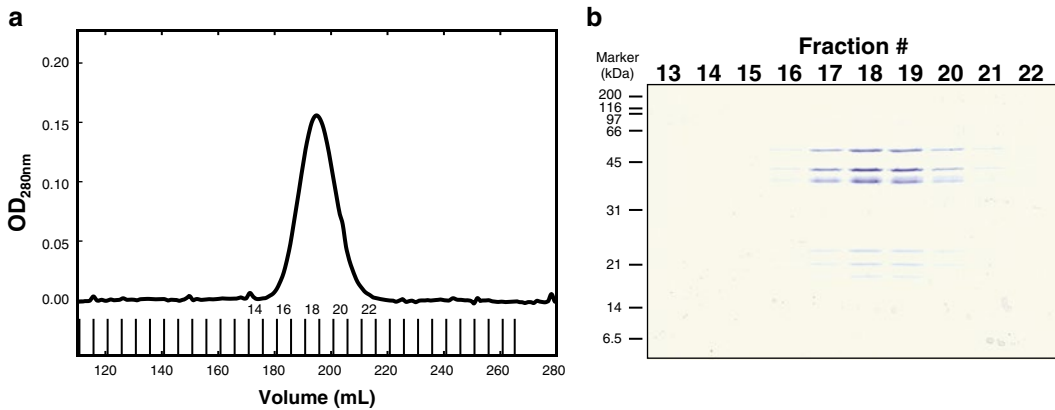 a
OD280nm
0.20
0.15
0.10
0.05
0.00
14 16 18 20 22
120 140 160 180 200 220 240 260 280
Volume (mL)
b
Fraction #
Marker
(kDa)
13 14 15 16 17 18 19 20 21 22
200
116
97
66
45
31
21
14
6.5